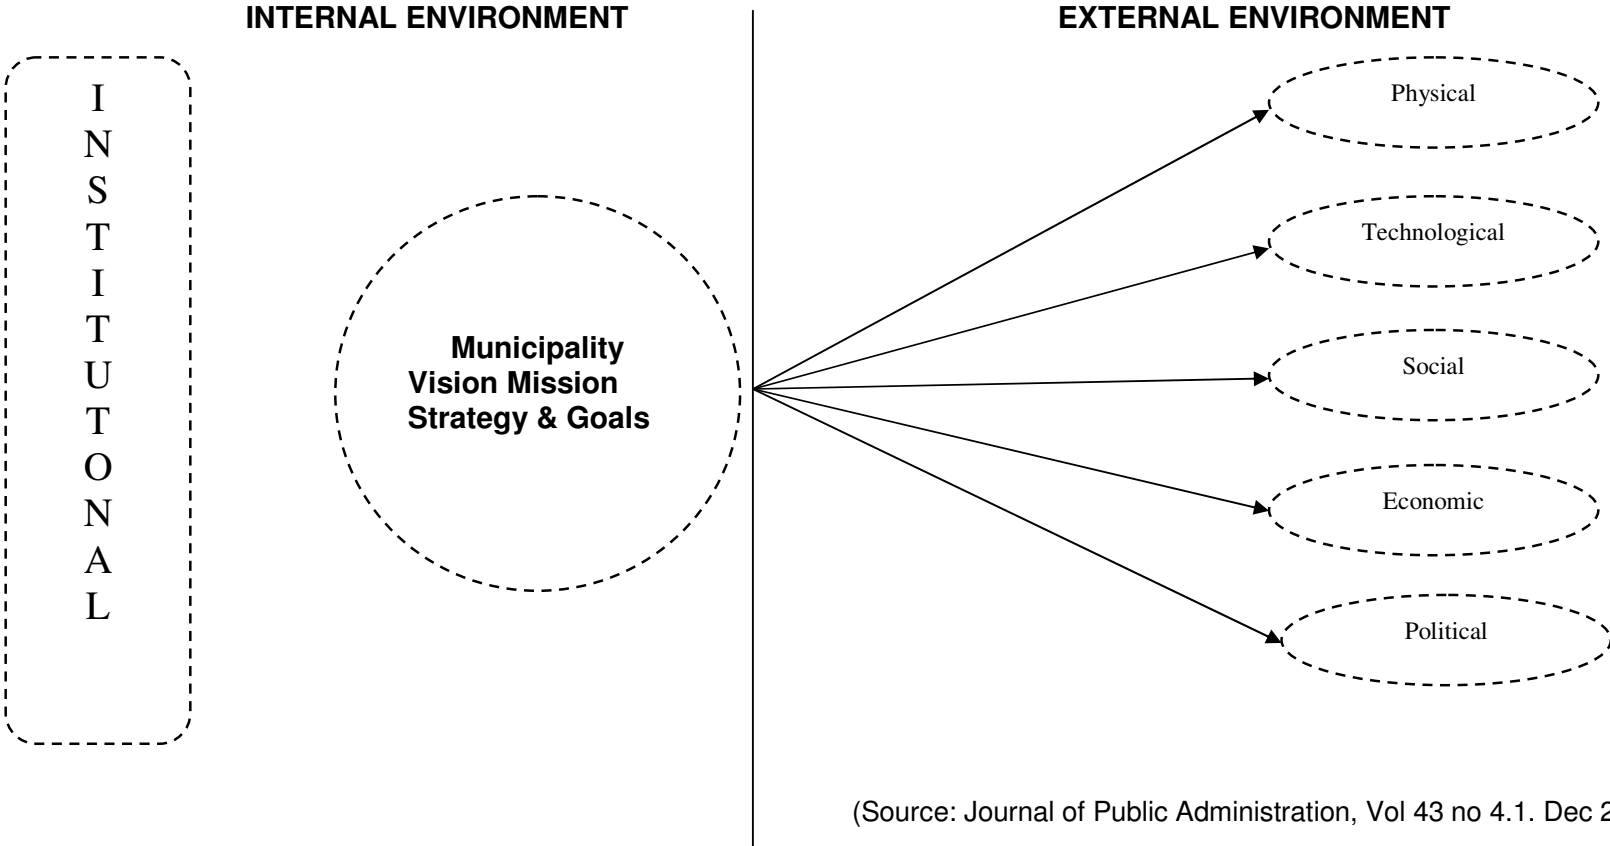 INTERNAL ENVIRONMENT
EXTERNAL ENVIRONMENT
I
N
S
T
I
T
U
T
O
N
A
L
Municipality
Vision Mission
Strategy & Goals
Physical
Technological
Social
Economic
Political
(Source: Journal of Public Administration, Vol 43 no 4.1. Dec 2